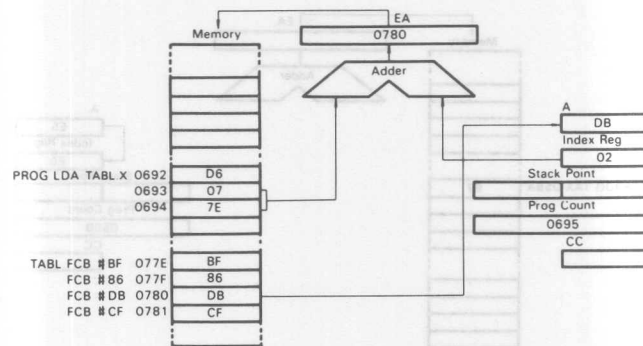 EA
Memory
0780
Adder
A
DB
Index Reg
02
PROG LDA TABL X 0692 D6
Stack Point
0693 07
0694 7E
Prog Count
0695
CC
TABL FCB #BF 077E BF
FCB #86 077F 86
FCB #DB 0780 DB
FCB #CF 0781 CF